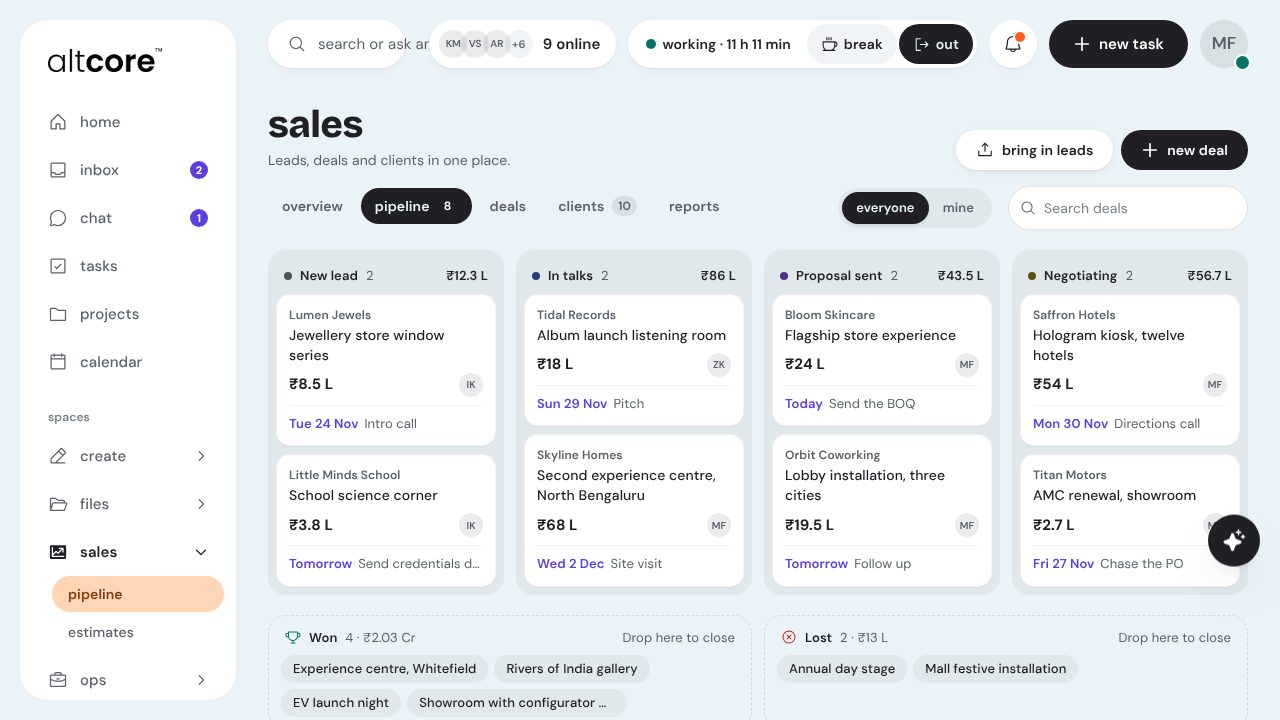 altcore™
home
inbox 2
chat 1
tasks
projects
calendar
spaces
create
files
sales
pipeline
estimates
ops
search or ask ar
KM VS AR +6 9 online
working · 11 h 11 min
break
out
new task
MF
sales
Leads, deals and clients in one place.
bring in leads
new deal
overview
pipeline 8
deals
clients 10
reports
everyone
mine
Search deals
New lead 2 ₹12.3 L
Lumen Jewels
Jewellery store window
series
₹8.5 L IK
Tue 24 Nov Intro call
Little Minds School
School science corner
₹3.8 L IK
Tomorrow Send credentials d...
In talks 2 ₹86 L
Tidal Records
Album launch listening room
₹18 L ZK
Sun 29 Nov Pitch
Skyline Homes
Second experience centre,
North Bengaluru
₹68 L MF
Wed 2 Dec Site visit
Proposal sent 2 ₹43.5 L
Bloom Skincare
Flagship store experience
₹24 L MF
Today Send the BOQ
Orbit Coworking
Lobby installation, three
cities
₹19.5 L MF
Tomorrow Follow up
Negotiating 2 ₹56.7 L
Saffron Hotels
Hologram kiosk, twelve
hotels
₹54 L MF
Mon 30 Nov Directions call
Titan Motors
AMC renewal, showroom
₹2.7 L
Fri 27 Nov Chase the PO
Won 4 · ₹2.03 Cr Drop here to close
Experience centre, Whitefield
Rivers of India gallery
EV launch night
Showroom with configurator ...
Lost 2 · ₹13 L Drop here to close
Annual day stage
Mall festive installation